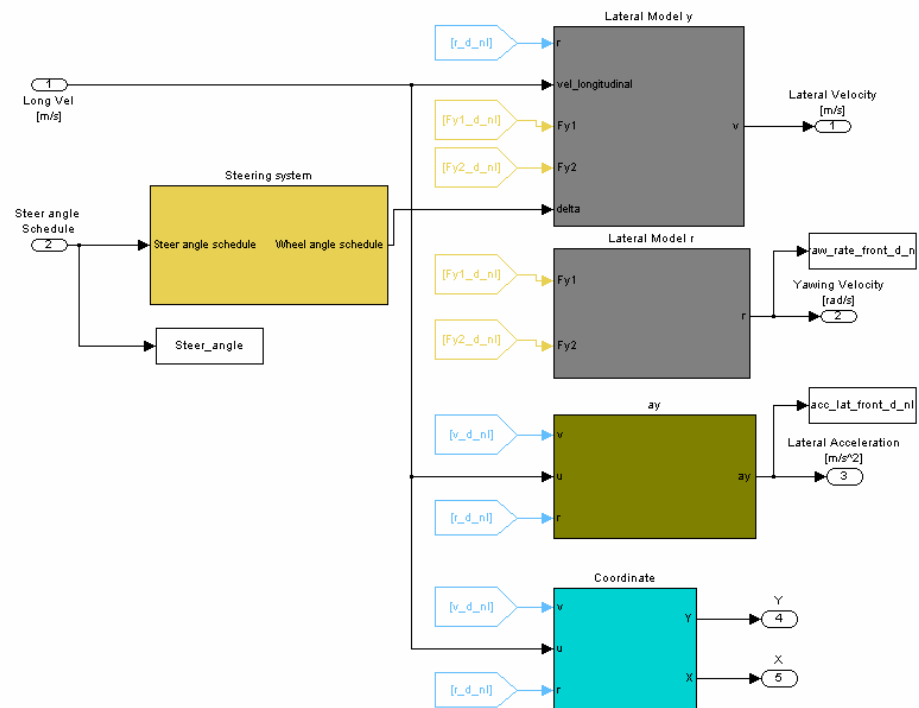 Lateral Model y
[r_d_nl]
r
1
Long Vel
[m/s]
vel_longitudinal
[Fy1_d_nl]
Fy1
[Fy2_d_nl]
Fy2
delta
v
Lateral Velocity
[m/s]
1
Steering system
Steer angle
Schedule
2
Steer angle schedule
Wheel angle schedule
Steer_angle
Lateral Model r
[Fy1_d_nl]
Fy1
[Fy2_d_nl]
Fy2
r
aw_rate_front_d_n
Yawing Velocity
[rad/s]
2
ay
[v_d_nl]
v
u
[r_d_nl]
r
ay
acc_lat_front_d_nl
Lateral Acceleration
[m/s^2]
3
Coordinate
[v_d_nl]
v
u
[r_d_nl]
r
Y
X
Y
4
X
5